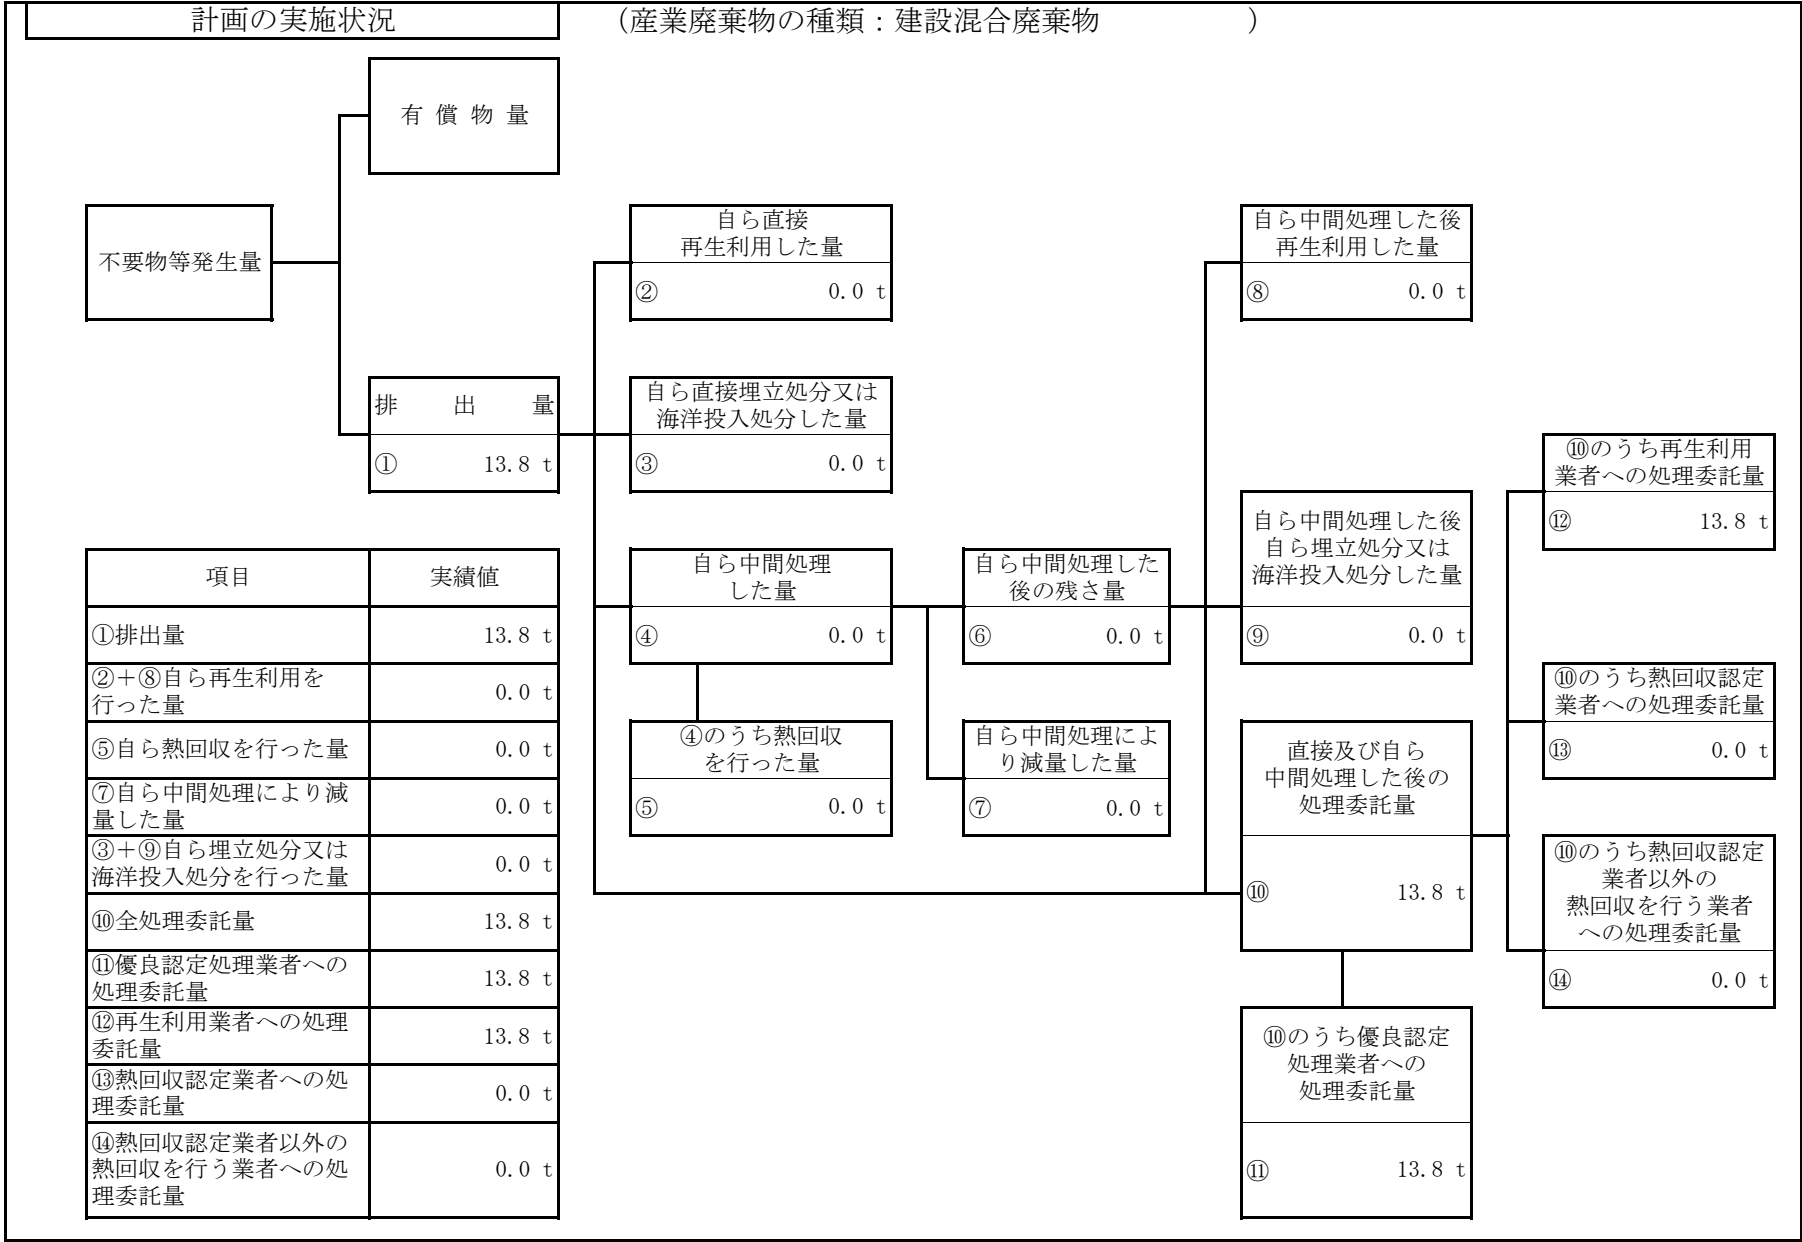 計画の実施状況
（産業廃棄物の種類：建設混合廃棄物　　　　　）
有 償 物 量
不要物等発生量
自ら直接
再生利用した量
② 0.0 t
自ら中間処理した後
再生利用した量
⑧ 0.0 t
排 出 量
① 13.8 t
自ら直接埋立処分又は
海洋投入処分した量
③ 0.0 t
⑩のうち再生利用
業者への処理委託量
⑫ 13.8 t
自ら中間処理
した量
④ 0.0 t
自ら中間処理した
後の残さ量
⑥ 0.0 t
自ら中間処理した後
自ら埋立処分又は
海洋投入処分した量
⑨ 0.0 t
④のうち熱回収
を行った量
⑤ 0.0 t
自ら中間処理によ
り減量した量
⑦ 0.0 t
直接及び自ら
中間処理した後の
処理委託量
⑩ 13.8 t
⑩のうち熱回収認定
業者への処理委託量
⑬ 0.0 t
⑩のうち熱回収認定
業者以外の
熱回収を行う業者
への処理委託量
⑭ 0.0 t
⑩のうち優良認定
処理業者への
処理委託量
⑪ 13.8 t
項目 実績値
①排出量 13.8 t
②＋⑧自ら再生利用を
行った量 0.0 t
⑤自ら熱回収を行った量 0.0 t
⑦自ら中間処理により減
量した量 0.0 t
③＋⑨自ら埋立処分又は
海洋投入処分を行った量 0.0 t
⑩全処理委託量 13.8 t
⑪優良認定処理業者への
処理委託量 13.8 t
⑫再生利用業者への処理
委託量 13.8 t
⑬熱回収認定業者への処
理委託量 0.0 t
⑭熱回収認定業者以外の
熱回収を行う業者への処
理委託量 0.0 t